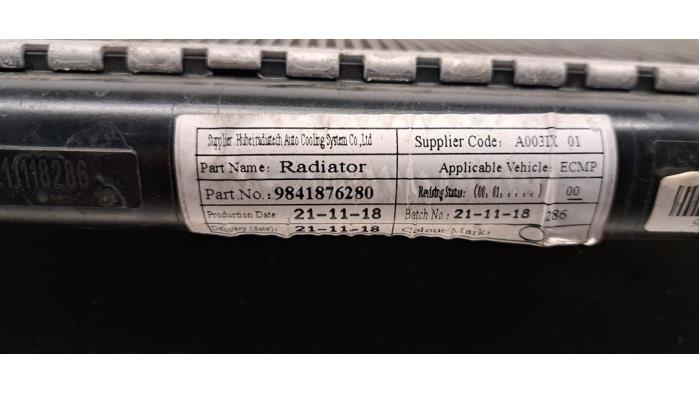 Supplier Hubeiradiatech Auto Cooling System Co.,Ltd Supplier Code: A003LX 01
Part Name: Radiator Applicable Vehicle: ECMP
Part No.: 9841876280 Revising Status: (00, 01, . . . . .) 00
Production Date 21-11-18 Batch No.: 21-11-18 286
Delivery (date): 21-11-18 Colour Mark:
11118286